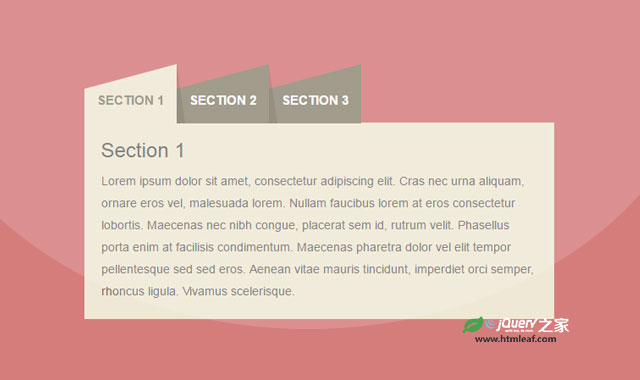 SECTION 1 SECTION 2 SECTION 3
Section 1
Lorem ipsum dolor sit amet, consectetur adipiscing elit. Cras nec urna aliquam,
ornare eros vel, malesuada lorem. Nullam faucibus lorem at eros consectetur
lobortis. Maecenas nec nibh congue, placerat sem id, rutrum velit. Phasellus
porta enim at facilisis condimentum. Maecenas pharetra dolor vel elit tempor
pellentesque sed sed eros. Aenean vitae mauris tincidunt, imperdiet orci semper,
rhoncus ligula. Vivamus scelerisque.
jQuery之家
www.htmleaf.com